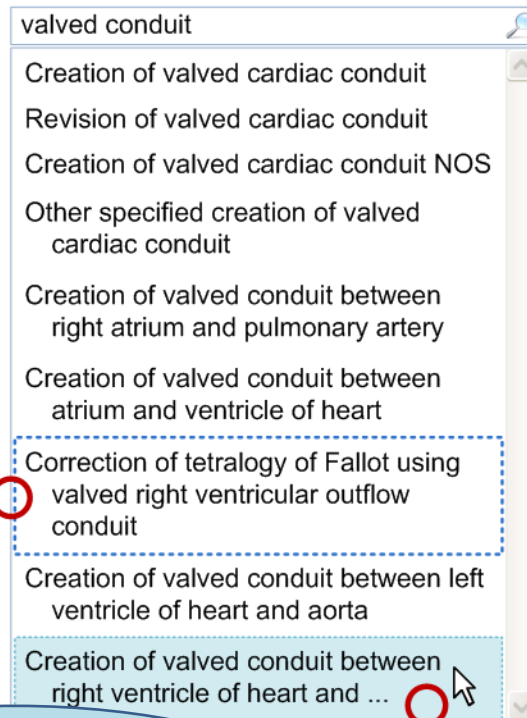 valved conduit
Creation of valved cardiac conduit
Revision of valved cardiac conduit
Creation of valved cardiac conduit NOS
Other specified creation of valved
cardiac conduit
Creation of valved conduit between
right atrium and pulmonary artery
Creation of valved conduit between
atrium and ventricle of heart
Correction of tetralogy of Fallot using
valved right ventricular outflow
conduit
Creation of valved conduit between left
ventricle of heart and aorta
Creation of valved conduit between
right ventricle of heart and ...